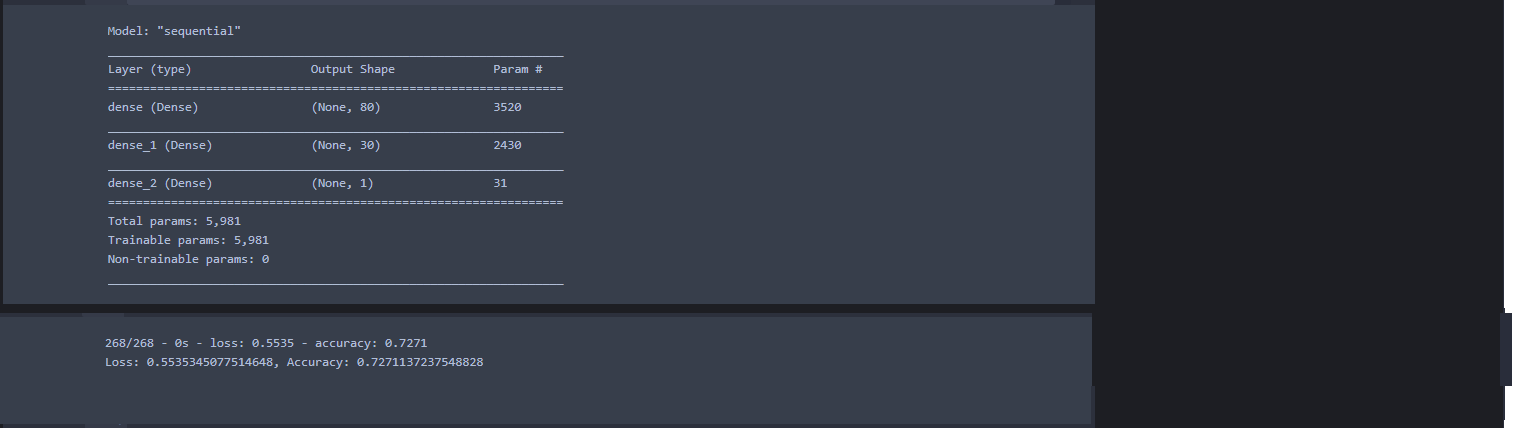 Model: "sequential"
_________________________________________________________________
Layer (type)                 Output Shape              Param #
=================================================================
dense (Dense)                (None, 80)                3520
_________________________________________________________________
dense_1 (Dense)              (None, 30)                2430
_________________________________________________________________
dense_2 (Dense)              (None, 1)                 31
=================================================================
Total params: 5,981
Trainable params: 5,981
Non-trainable params: 0
_________________________________________________________________
268/268 - 0s - loss: 0.5535 - accuracy: 0.7271
Loss: 0.5535345077514648, Accuracy: 0.7271137237548828